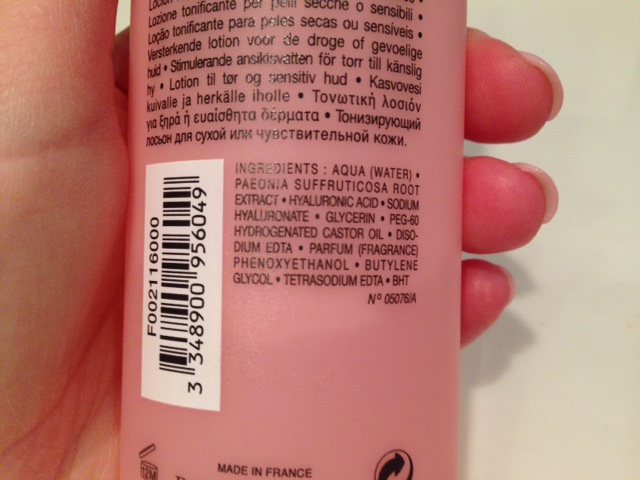 Lozione tonificante per pelli secche o sensibili •
Loção tonificante para peles secas ou sensíveis •
Versterkende lotion voor de droge of gevoelige
huid • Stimulerande ansiktsvatten för torr till känslig
hy • Lotion til tør og sensitiv hud • Kasvovesi
kuivalle ja herkälle iholle • Τονωτική λοσιόν
για ξηρά ή ευαίσθητα δέρματα • Тонизирующий
лосьон для сухой или чувствительной кожи.
INGREDIENTS : AQUA (WATER) •
PAEONIA SUFFRUTICOSA ROOT
EXTRACT • HYALURONIC ACID • SODIUM
HYALURONATE • GLYCERIN • PEG-60
HYDROGENATED CASTOR OIL • DISO-
DIUM EDTA • PARFUM (FRAGRANCE)
PHENOXYETHANOL • BUTYLENE
GLYCOL • TETRASODIUM EDTA • BHT
Nº 05076/A
F002116000
3 348900 956049
12M
MADE IN FRANCE